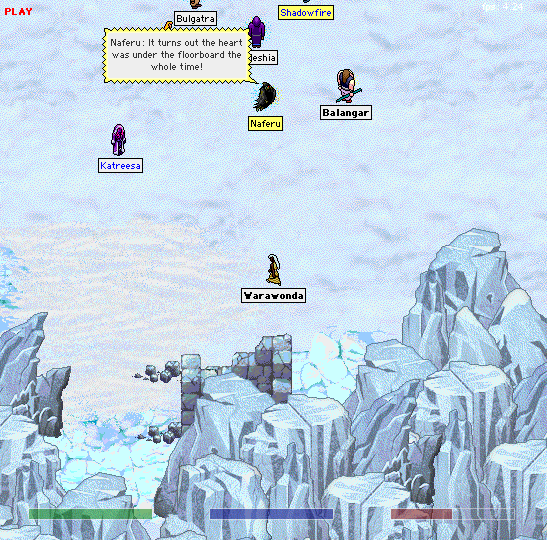 PLAY
Bulgatra
Shadowfire
Naferu: It turns out the heart
was under the floorboard the
whole time!
eshia
Naferu
Balangar
Katreesa
Warawonda